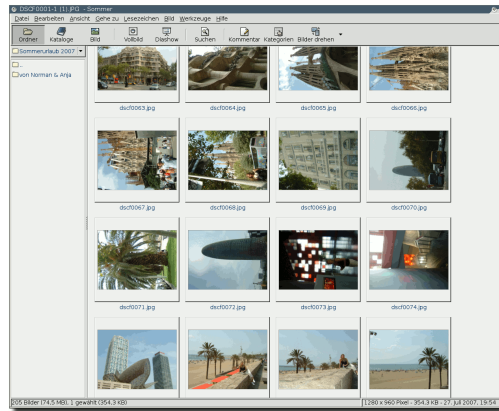 DSCF0001-1 (1).JPG - Sommer
Datei Bearbeiten Ansicht Gehe zu Lesezeichen Bild Werkzeuge Hilfe
Ordner Kataloge Bild Vollbild Diashow Suchen Kommentar Kategorien Bilder drehen
Sommerurlaub 2007
..
von Norman & Anja
dscf0063.jpg dscf0064.jpg dscf0065.jpg dscf0066.jpg
dscf0067.jpg dscf0068.jpg dscf0069.jpg dscf0070.jpg
dscf0071.jpg dscf0072.jpg dscf0073.jpg dscf0074.jpg
205 Bilder (74,5 MB), 1 gewählt (354,3 KB) 1280 x 960 Pixel - 354,3 KB - 27. Juli 2007, 19:54